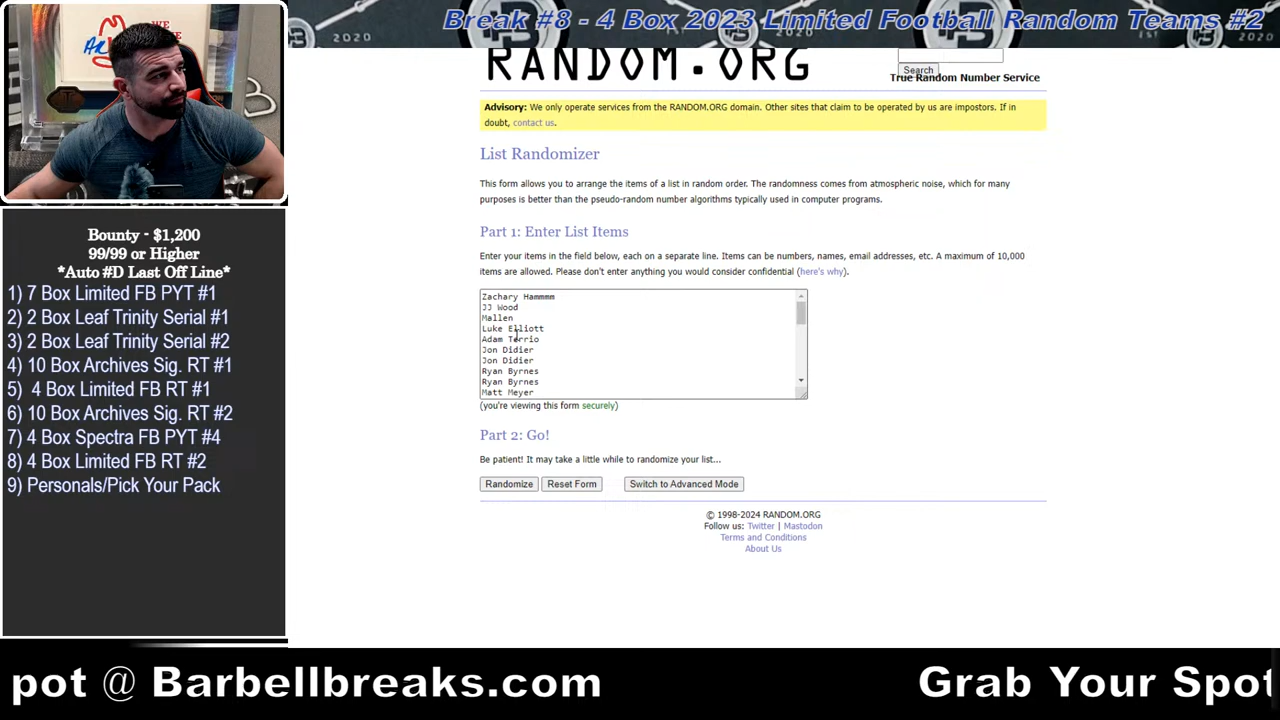 Break #8 - 4 Box 2023 Limited Football Random Teams #2
2020
2020
RANDOM.ORG
Search
True Random Number Service
Advisory: We only operate services from the RANDOM.ORG domain. Other sites that claim to be operated by us are impostors. If in
doubt, contact us.
List Randomizer
This form allows you to arrange the items of a list in random order. The randomness comes from atmospheric noise, which for many
purposes is better than the pseudo-random number algorithms typically used in computer programs.
Part 1: Enter List Items
Enter your items in the field below, each on a separate line. Items can be numbers, names, email addresses, etc. A maximum of 10,000
items are allowed. Please don't enter anything you would consider confidential (here's why).
Zachary Hammmm
JJ Wood
Mallen
Luke Elliott
Adam Terrio
Jon Didier
Jon Didier
Ryan Byrnes
Ryan Byrnes
Matt Meyer
(you're viewing this form securely)
Part 2: Go!
Be patient! It may take a little while to randomize your list...
Randomize Reset Form Switch to Advanced Mode
© 1998-2024 RANDOM.ORG
Follow us: Twitter | Mastodon
Terms and Conditions
About Us
Bounty - $1,200
99/99 or Higher
*Auto #D Last Off Line*
1) 7 Box Limited FB PYT #1
2) 2 Box Leaf Trinity Serial #1
3) 2 Box Leaf Trinity Serial #2
4) 10 Box Archives Sig. RT #1
5) 4 Box Limited FB RT #1
6) 10 Box Archives Sig. RT #2
7) 4 Box Spectra FB PYT #4
8) 4 Box Limited FB RT #2
9) Personals/Pick Your Pack
pot @ Barbellbreaks.com Grab Your Spot